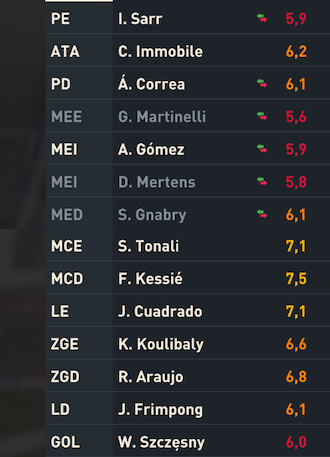 PE I. Sarr 5,9
ATA C. Immobile 6,2
PD Á. Correa 6,1
MEE G. Martinelli 5,6
MEI A. Gómez 5,9
MEI D. Mertens 5,8
MED S. Gnabry 6,1
MCE S. Tonali 7,1
MCD F. Kessié 7,5
LE J. Cuadrado 7,1
ZGE K. Koulibaly 6,6
ZGD R. Araujo 6,8
LD J. Frimpong 6,1
GOL W. Szczęsny 6,0